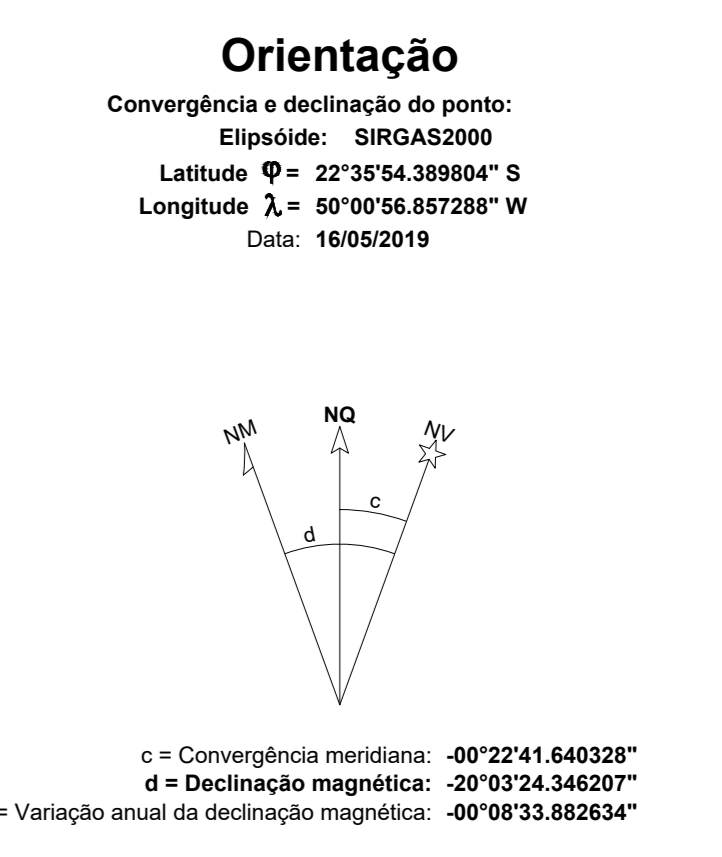 Orientação
Convergência e declinação do ponto:
Elipsóide: SIRGAS2000
Latitude φ = 22°35'54.389804" S
Longitude λ = 50°00'56.857288" W
Data: 16/05/2019
NM
NQ
NV
c
d
c = Convergência meridiana: -00°22'41.640328"
d = Declinação magnética: -20°03'24.346207"
= Variação anual da declinação magnética: -00°08'33.882634"